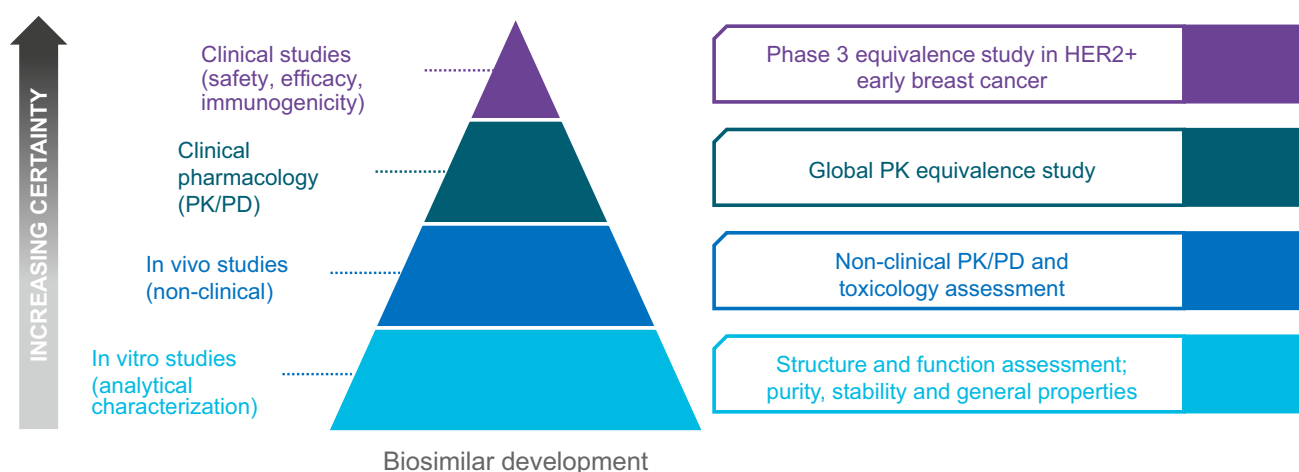 INCREASING CERTAINTY
Clinical studies
(safety, efficacy,
immunogenicity)
Phase 3 equivalence study in HER2+
early breast cancer
Clinical
pharmacology
(PK/PD)
Global PK equivalence study
In vivo studies
(non-clinical)
Non-clinical PK/PD and
toxicology assessment
In vitro studies
(analytical
characterization)
Structure and function assessment;
purity, stability and general properties
Biosimilar development